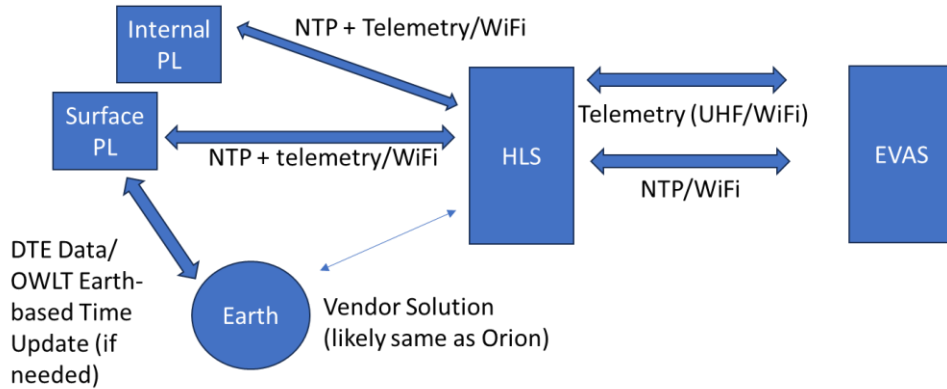 Internal
PL
NTP + Telemetry/WiFi
Surface
PL
NTP + telemetry/WiFi
HLS
Telemetry (UHF/WiFi)
NTP/WiFi
EVAS
DTE Data/
OWLT Earth-
based Time
Update (if
needed)
Earth
Vendor Solution
(likely same as Orion)